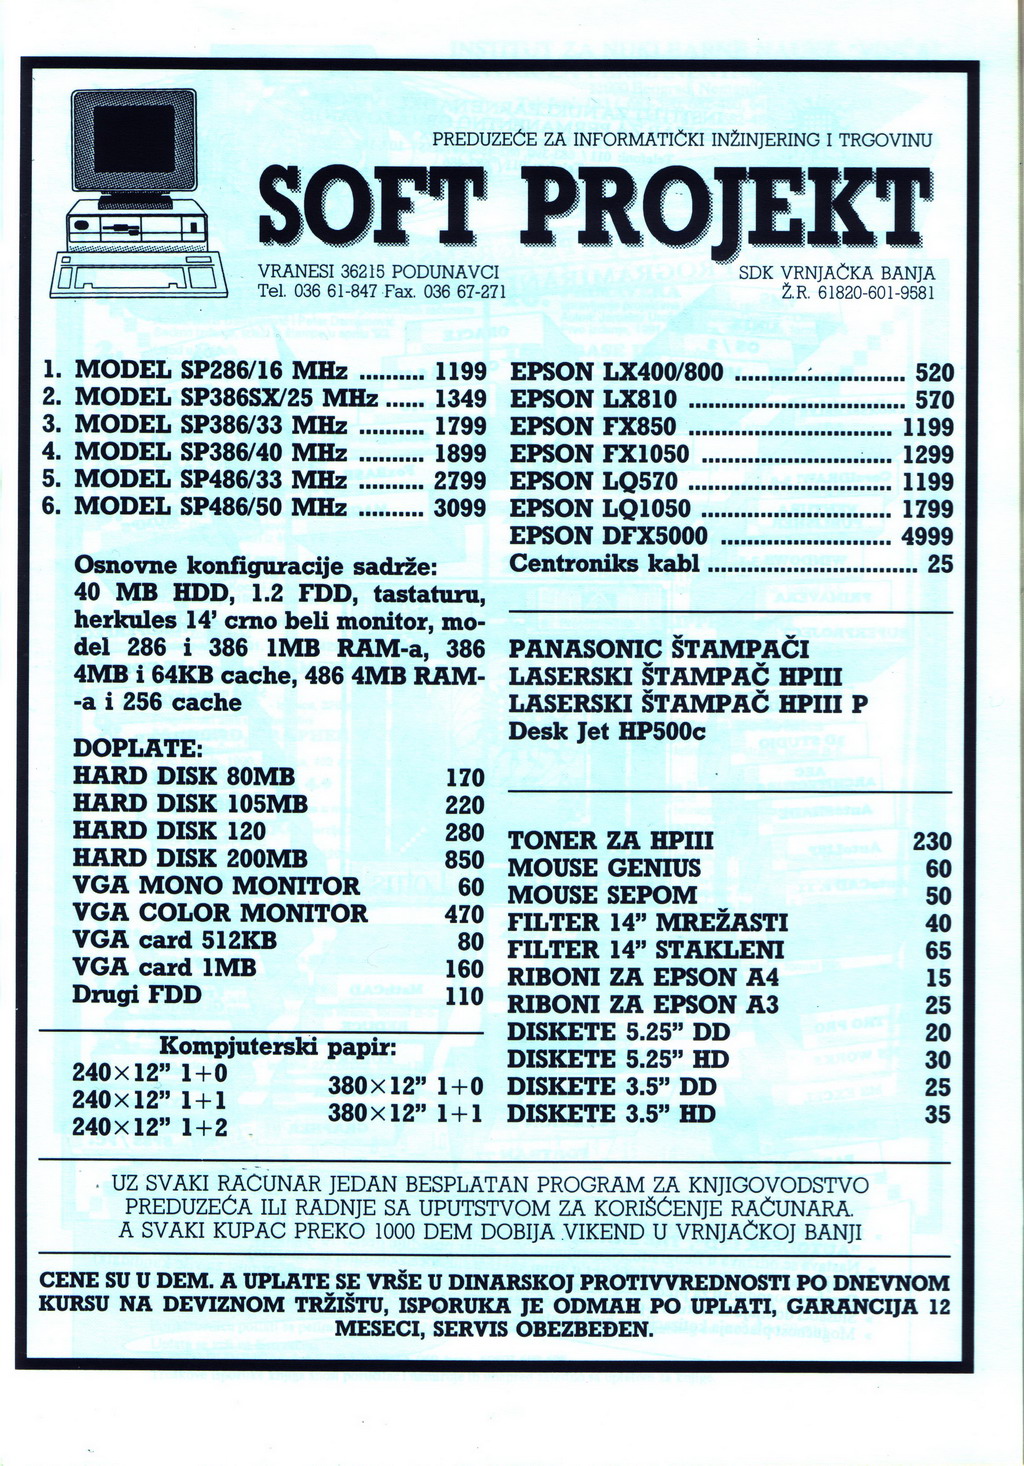 PREDUZEĆE ZA INFORMATIČKI INŽINJERING I TRGOVINU
SOFT PROJEKT
VRANESI 36215 PODUNAVCI
Tel. 036 61-847 Fax. 036 67-271
SDK VRNJAČKA BANJA
Ž.R. 61820-601-9581
1. MODEL SP286/16 MHz .......... 1199
2. MODEL SP386SX/25 MHz ...... 1349
3. MODEL SP386/33 MHz .......... 1799
4. MODEL SP386/40 MHz .......... 1899
5. MODEL SP486/33 MHz .......... 2799
6. MODEL SP486/50 MHz .......... 3099
Osnovne konfiguracije sadrže:
40 MB HDD, 1.2 FDD, tastaturu,
herkules 14' crno beli monitor, mo-
del 286 i 386 1MB RAM-a, 386
4MB i 64KB cache, 486 4MB RAM-
-a i 256 cache
DOPLATE:
HARD DISK 80MB 170
HARD DISK 105MB 220
HARD DISK 120 280
HARD DISK 200MB 850
VGA MONO MONITOR 60
VGA COLOR MONITOR 470
VGA card 512KB 80
VGA card 1MB 160
Drugi FDD 110
Kompjuterski papir:
240×12" 1+0
240×12" 1+1
240×12" 1+2
380×12" 1+0
380×12" 1+1
EPSON LX400/800 .......................... 520
EPSON LX810 ................................. 570
EPSON FX850 ............................... 1199
EPSON FX1050 ............................. 1299
EPSON LQ570 ............................... 1199
EPSON LQ1050 ............................. 1799
EPSON DFX5000 .......................... 4999
Centroniks kabl ................................ 25
PANASONIC ŠTAMPAČI
LASERSKI ŠTAMPAČ HPIII
LASERSKI ŠTAMPAČ HPIII P
Desk Jet HP500c
TONER ZA HPIII 230
MOUSE GENIUS 60
MOUSE SEPOM 50
FILTER 14" MREŽASTI 40
FILTER 14" STAKLENI 65
RIBONI ZA EPSON A4 15
RIBONI ZA EPSON A3 25
DISKETE 5.25" DD 20
DISKETE 5.25" HD 30
DISKETE 3.5" DD 25
DISKETE 3.5" HD 35
UZ SVAKI RAČUNAR JEDAN BESPLATAN PROGRAM ZA KNJIGOVODSTVO
PREDUZEĆA ILI RADNJE SA UPUTSTVOM ZA KORIŠĆENJE RAČUNARA.
A SVAKI KUPAC PREKO 1000 DEM DOBIJA VIKEND U VRNJAČKOJ BANJI
CENE SU U DEM. A UPLATE SE VRŠE U DINARSKOJ PROTIVVREDNOSTI PO DNEVNOM
KURSU NA DEVIZNOM TRŽIŠTU, ISPORUKA JE ODMAH PO UPLATI, GARANCIJA 12
MESECI, SERVIS OBEZBEĐEN.